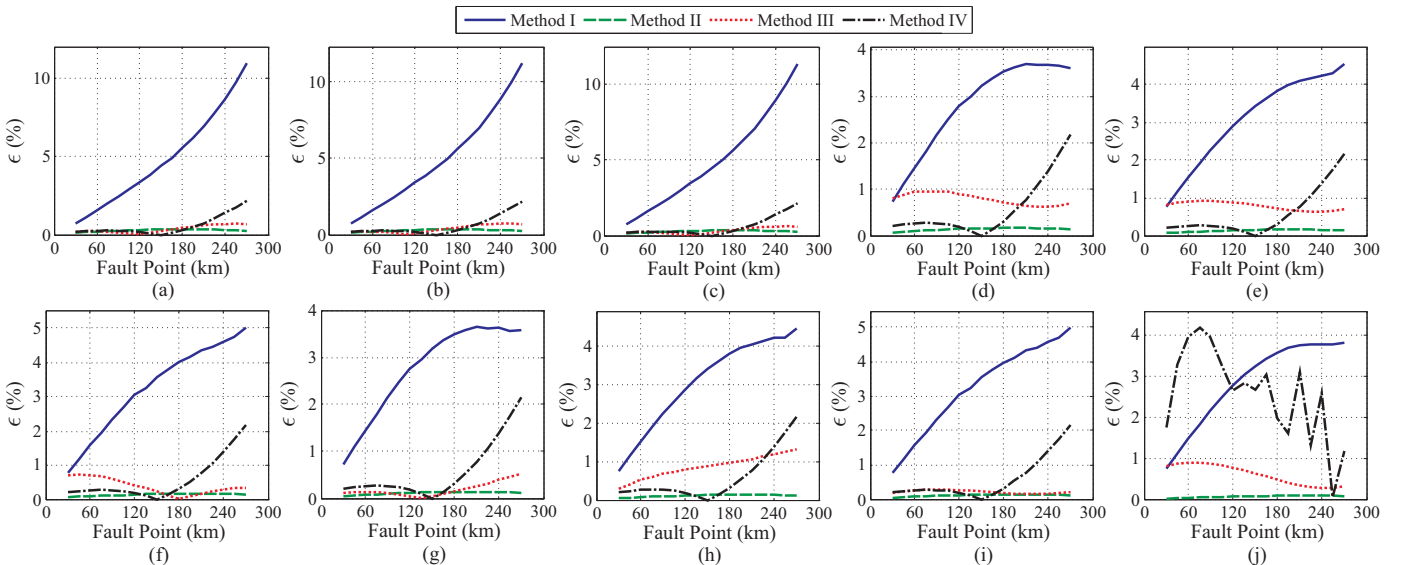 Method I Method II Method III Method IV
10
5
0
ϵ (%)
0 60 120 180 240 300
Fault Point (km)
(a)
10
5
0
ϵ (%)
0 60 120 180 240 300
Fault Point (km)
(b)
10
5
0
ϵ (%)
0 60 120 180 240 300
Fault Point (km)
(c)
4
3
2
1
0
ϵ (%)
0 60 120 180 240 300
Fault Point (km)
(d)
4
3
2
1
0
ϵ (%)
0 60 120 180 240 300
Fault Point (km)
(e)
5
4
3
2
1
0
ϵ (%)
0 60 120 180 240 300
Fault Point (km)
(f)
4
3
2
1
0
ϵ (%)
0 60 120 180 240 300
Fault Point (km)
(g)
4
3
2
1
0
ϵ (%)
0 60 120 180 240 300
Fault Point (km)
(h)
5
4
3
2
1
0
ϵ (%)
0 60 120 180 240 300
Fault Point (km)
(i)
4
3
2
1
0
ϵ (%)
0 60 120 180 240 300
Fault Point (km)
(j)